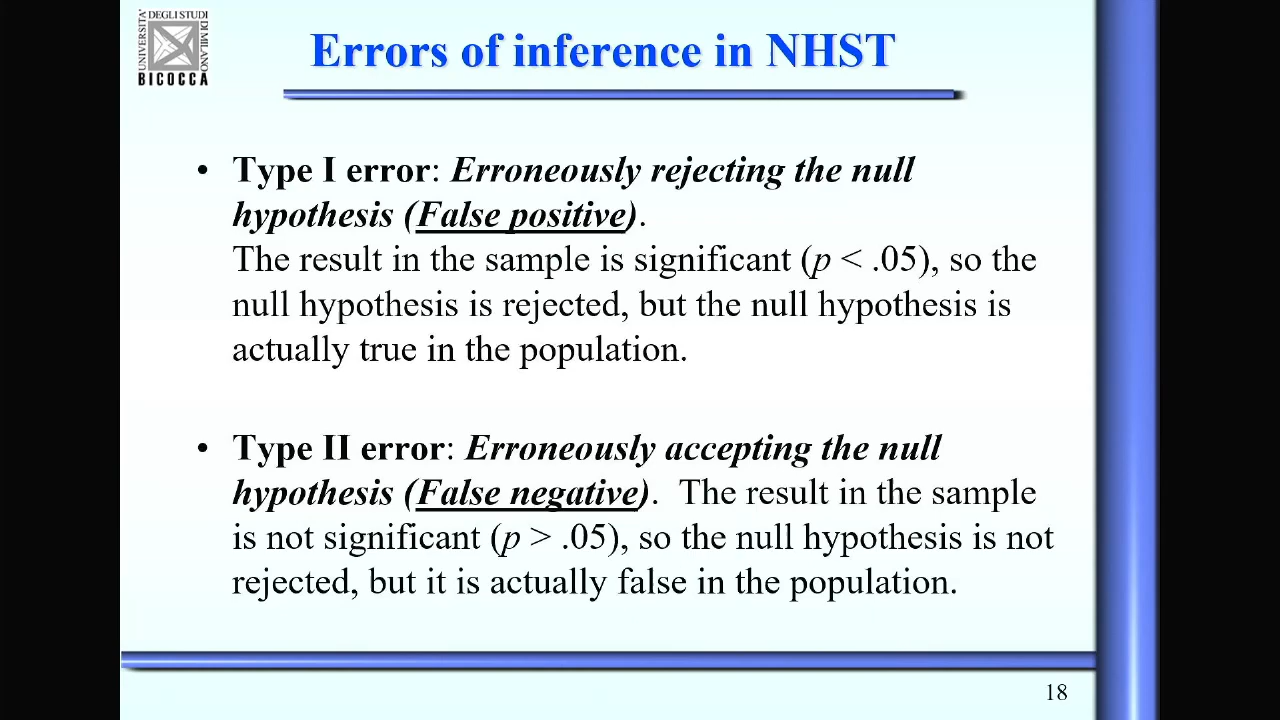 UNIVERSITA' DEGLI STUDI DI MILANO
BICOCCA
Errors of inference in NHST
• Type I error: Erroneously rejecting the null
hypothesis (False positive).
The result in the sample is significant (p < .05), so the
null hypothesis is rejected, but the null hypothesis is
actually true in the population.
• Type II error: Erroneously accepting the null
hypothesis (False negative). The result in the sample
is not significant (p > .05), so the null hypothesis is not
rejected, but it is actually false in the population.
18